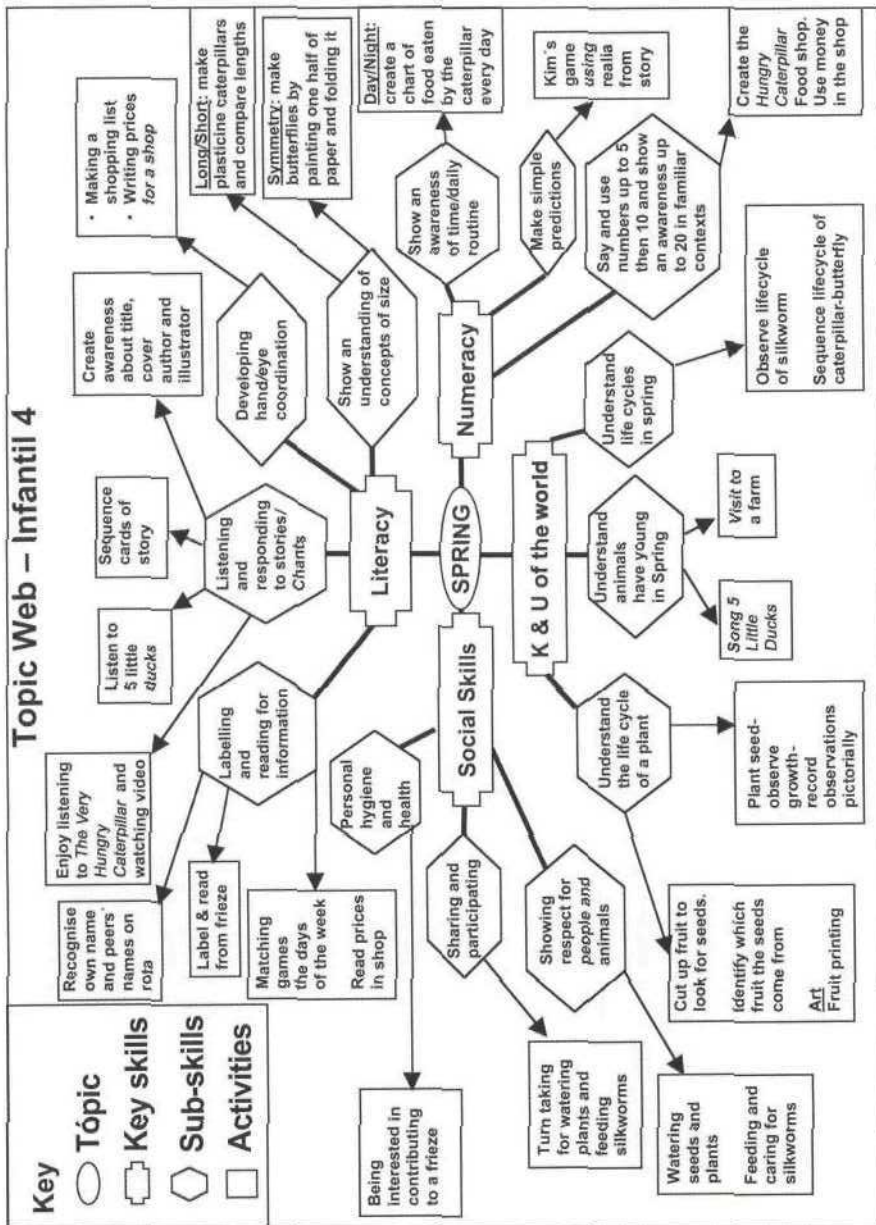 Topic Web – Infantil 4
Key
Tópic
Key skills
Sub-skills
Activities
Recognise
own name
and peers´
names on
rota
Enjoy listening
to The Very
Hungry
Caterpillar and
watching video
Listen to
5 little
ducks
Sequence
cards of
story
Create
awareness
about title,
cover
author and
illustrator
• Making a
shopping list
• Writing prices
for a shop
Long/Short: make
plasticine caterpillars
and compare lengths
Symmetry: make
butterflies by
painting one half of
paper and folding it
Label & read
from frieze
Labelling
and
reading for
information
Listening
and
responding
to stories/
Chants
Developing
hand/eye
coordination
Show an
understanding of
concepts of size
Day/Night:
create a
chart of
food eaten
by the
caterpillar
every day
Matching
games
the days
of the week
Read prices
in shop
Literacy
Show an
awareness
of time/daily
routine
Kim´s
game
using
realia
from
story
Being
interested in
contributing
to a frieze
Personal
hygiene
and
health
Make simple
predictions
Sharing and
participating
Social Skills
SPRING
Numeracy
Say and use
numbers up to 5
then 10 and show
an awareness up
to 20 in familiar
contexts
Create the
Hungry
Caterpillar
Food shop.
Use money
in the shop
Turn taking
for watering
plants and
feeding
silkworms
Showing
respect for
people and
animals
K & U of the world
Understand
the life cycle
of a plant
Understand
animals
have young
in Spring
Understand
life cycles
in spring
Watering
seeds and
plants
Feeding and
caring for
silkworms
Cut up fruit to
look for seeds.
Identify which
fruit the seeds
come from
Art
Fruit printing
Plant seed-
observe
growth-
record
observations
pictorially
Song 5
Little
Ducks
Visit to
a farm
Observe lifecycle
of silkworm
Sequence lifecycle of
caterpillar-butterfly